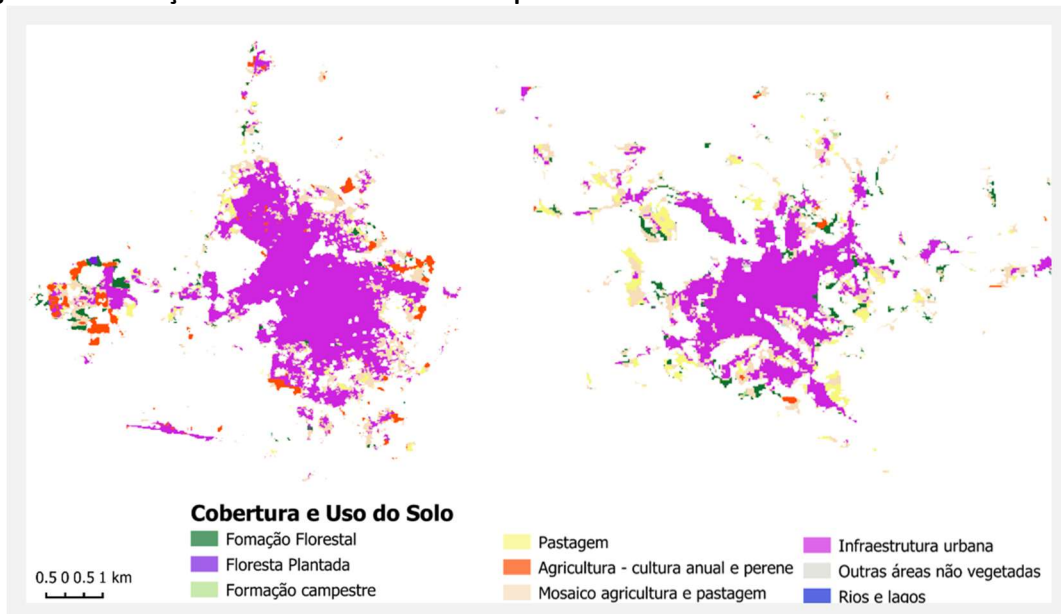 Cobertura e Uso do Solo
Fomação Florestal
Floresta Plantada
Formação campestre
Pastagem
Agricultura - cultura anual e perene
Mosaico agricultura e pastagem
Infraestrutura urbana
Outras áreas não vegetadas
Rios e lagos
0.5 0 0.5 1 km